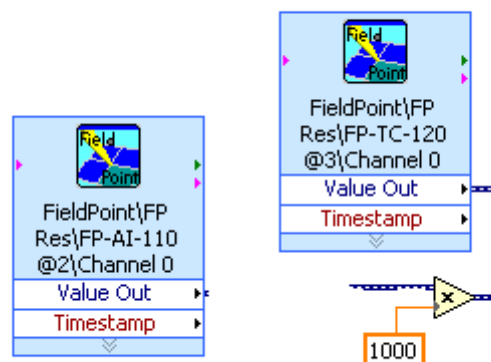 Field
Point
FieldPoint\FP
Res\FP-TC-120
@3\Channel 0
Value Out
Timestamp
Field
Point
FieldPoint\FP
Res\FP-AI-110
@2\Channel 0
Value Out
Timestamp
x
1000